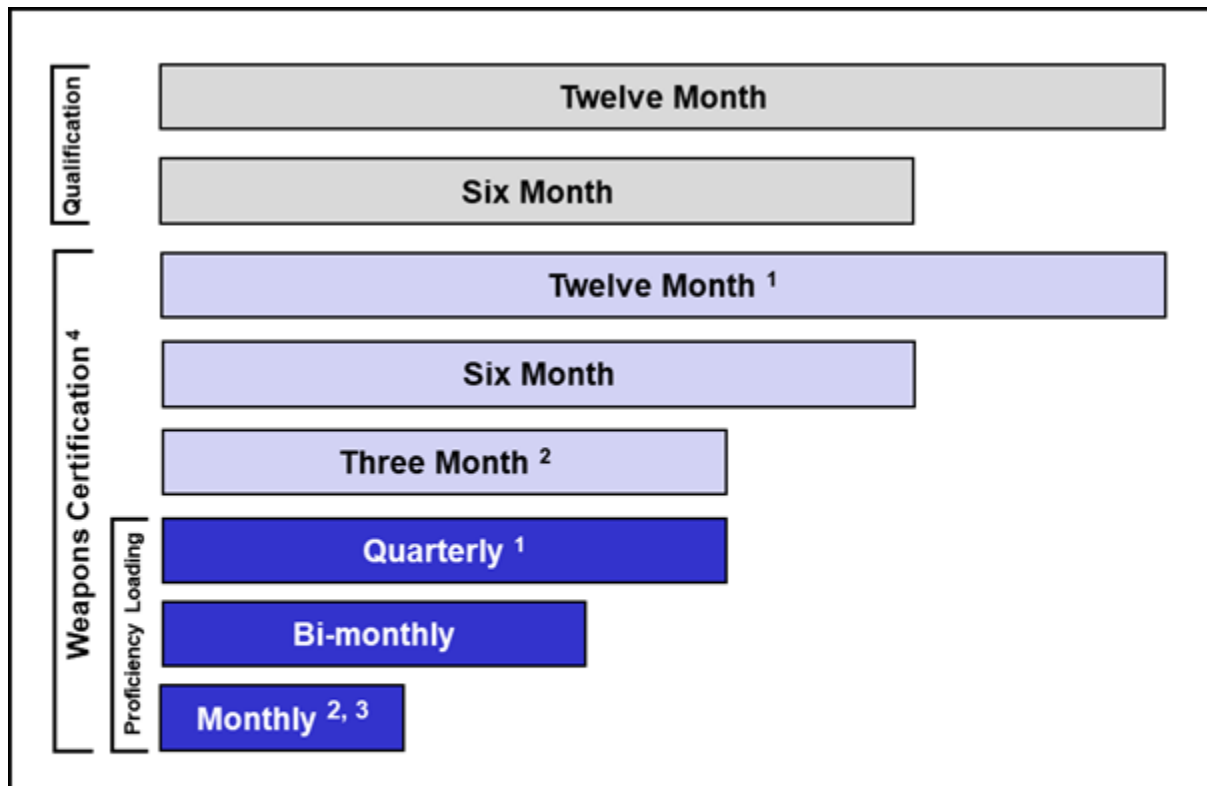 Qualification
Twelve Month
Six Month
Weapons Certification 4
Twelve Month 1
Six Month
Three Month 2
Proficiency Loading
Quarterly 1
Bi-monthly
Monthly 2, 3